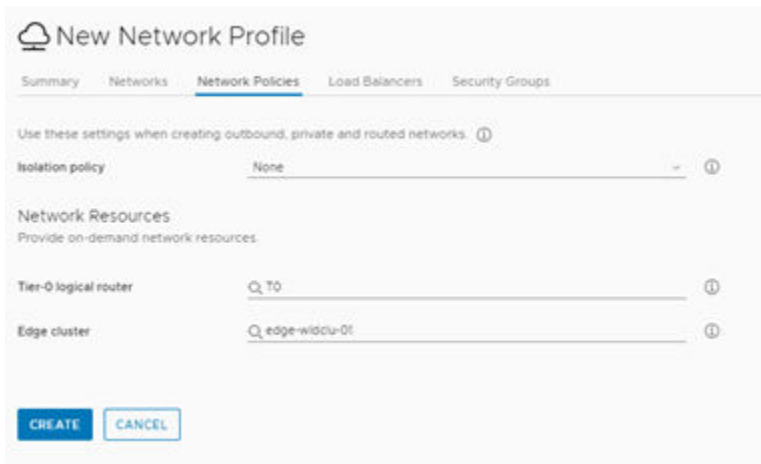 New Network Profile
Summary Networks Network Policies Load Balancers Security Groups
Use these settings when creating outbound, private and routed networks.
Isolation policy None
Network Resources
Provide on-demand network resources
Tier-0 logical router T0
Edge cluster edge-wldclu-01
CREATE CANCEL